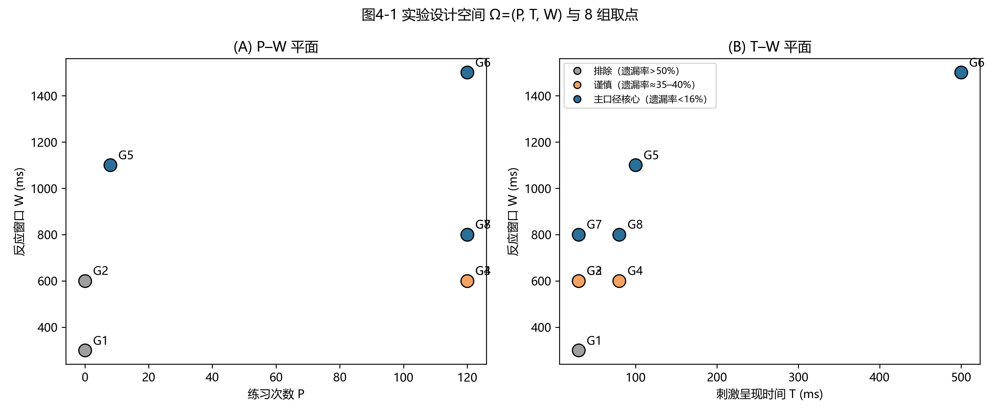 图4-1 实验设计空间 Ω=(P, T, W) 与 8 组取点
(A) P–W 平面
反应窗口 W (ms)
1400
1200
1000
800
600
400
G6
G5
G8
G2
G1
0
20
40
60
80
100
120
练习次数 P
(B) T–W 平面
排除（遗漏率>50%）
谨慎（遗漏率≈35–40%）
主口径核心（遗漏率<16%）
反应窗口 W (ms)
1400
1200
1000
800
600
400
G6
G5
G7
G8
G4
G1
100
200
300
400
500
刺激呈现时间 T (ms)